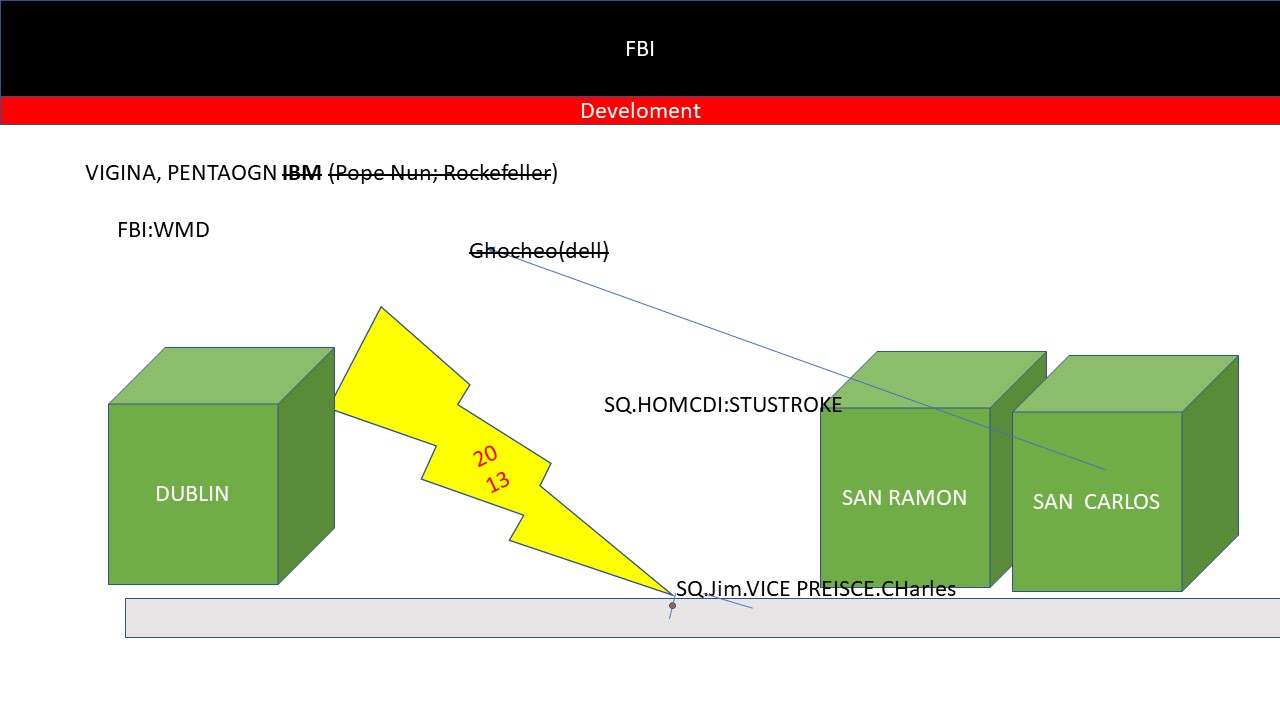 FBI
Develoment
VIGINA, PENTAOGN IBM (Pope Nun; Rockefeller)
FBI:WMD
Ghocheo(dell)
SQ.HOMCDI:STUSTROKE
20
13
DUBLIN
SAN RAMON
SAN CARLOS
SQ.Jim.VICE PREISCE.CHarles